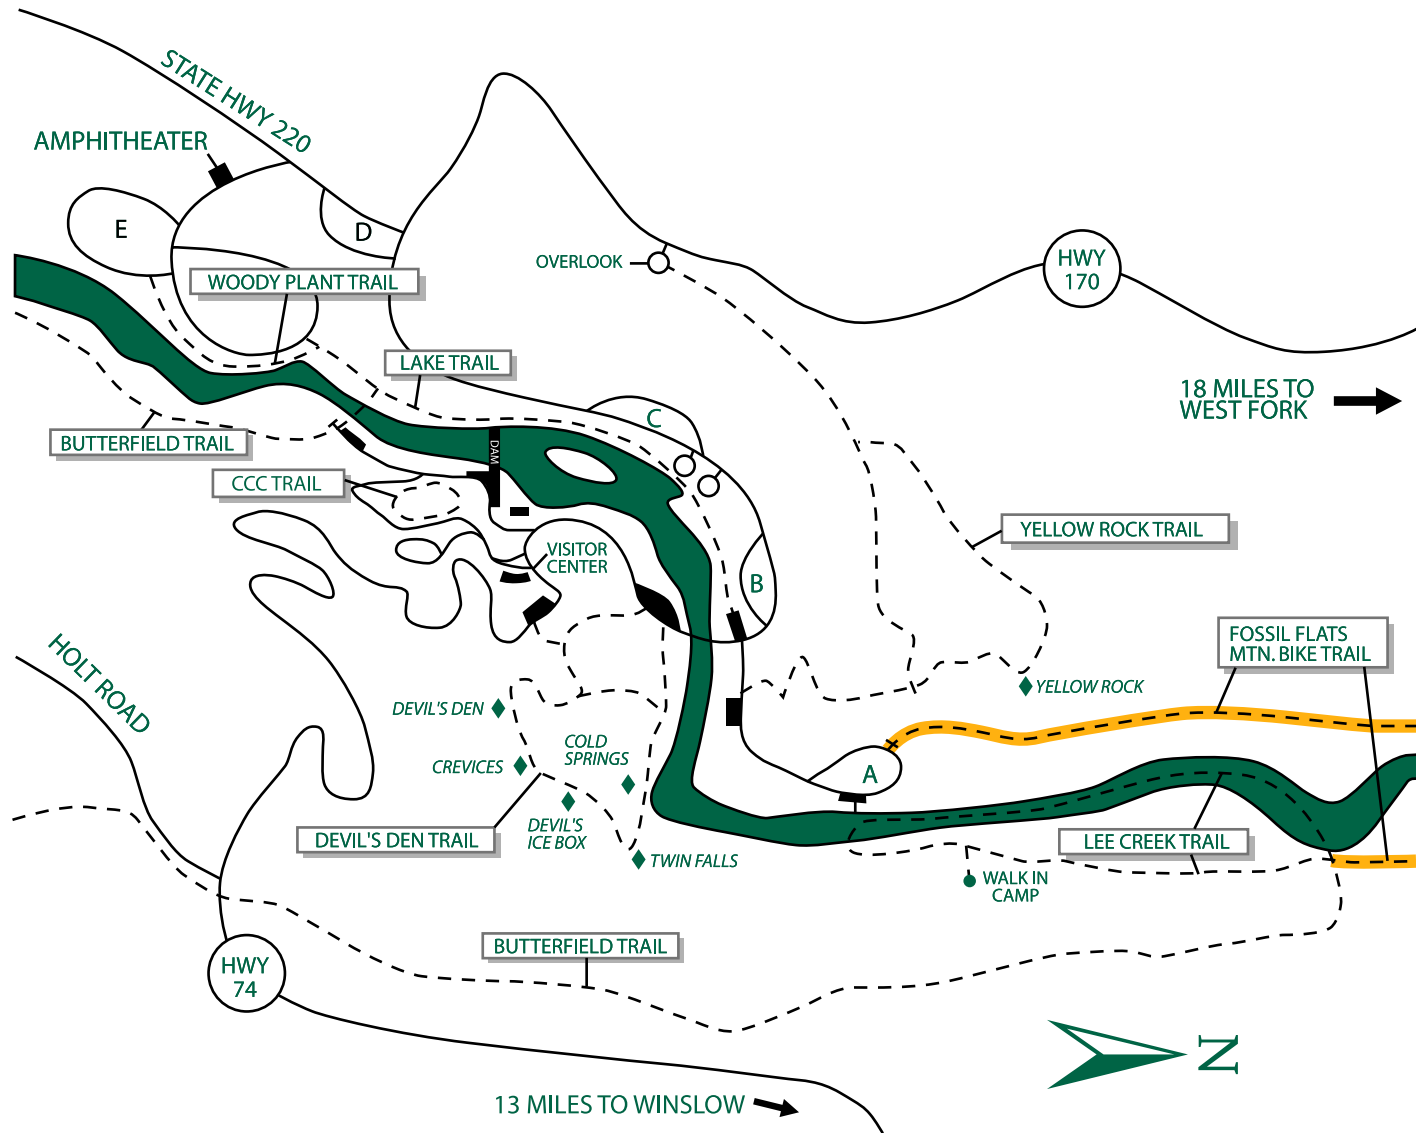 STATE HWY 220
AMPHITHEATER
E
D
OVERLOOK
HWY
170
WOODY PLANT TRAIL
LAKE TRAIL
18 MILES TO
WEST FORK
C
BUTTERFIELD TRAIL
DAM
CCC TRAIL
YELLOW ROCK TRAIL
VISITOR
CENTER
B
FOSSIL FLATS
MTN. BIKE TRAIL
HOLT ROAD
YELLOW ROCK
DEVIL'S DEN
COLD
SPRINGS
CREVICES
A
DEVIL'S
ICE BOX
DEVIL'S DEN TRAIL
LEE CREEK TRAIL
TWIN FALLS
WALK IN
CAMP
BUTTERFIELD TRAIL
HWY
74
N
13 MILES TO WINSLOW